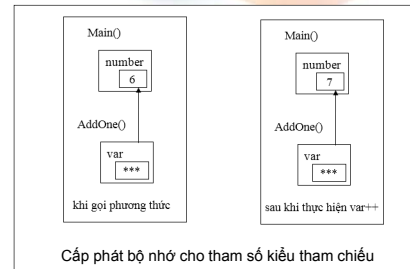 Main()
number
6
AddOne()
var
***
khi gọi phương thức
Main()
number
7
AddOne()
var
***
sau khi thực hiện var++
Cấp phát bộ nhớ cho tham số kiểu tham chiếu